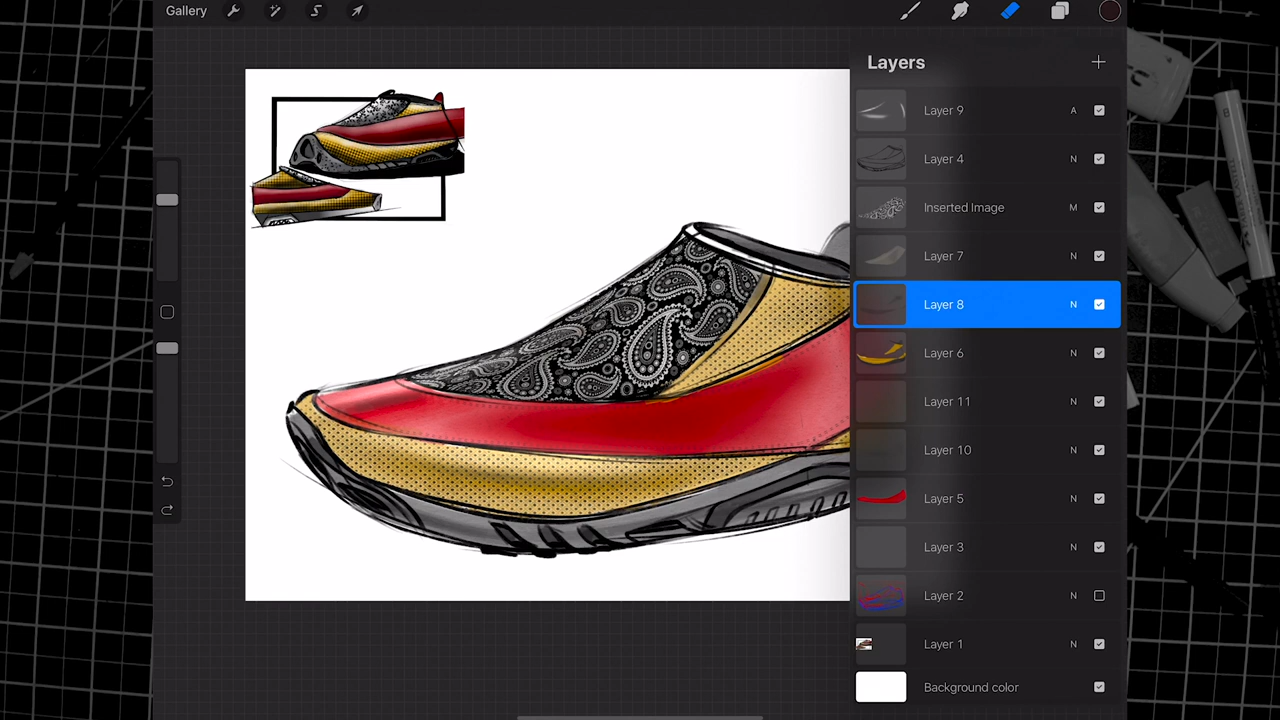 Gallery
Layers
Layer 9 A
Layer 4 N
Inserted Image M
Layer 7 N
Layer 8 N
Layer 6 N
Layer 11 N
Layer 10 N
Layer 5 N
Layer 3 N
Layer 2 N
Layer 1 N
Background color